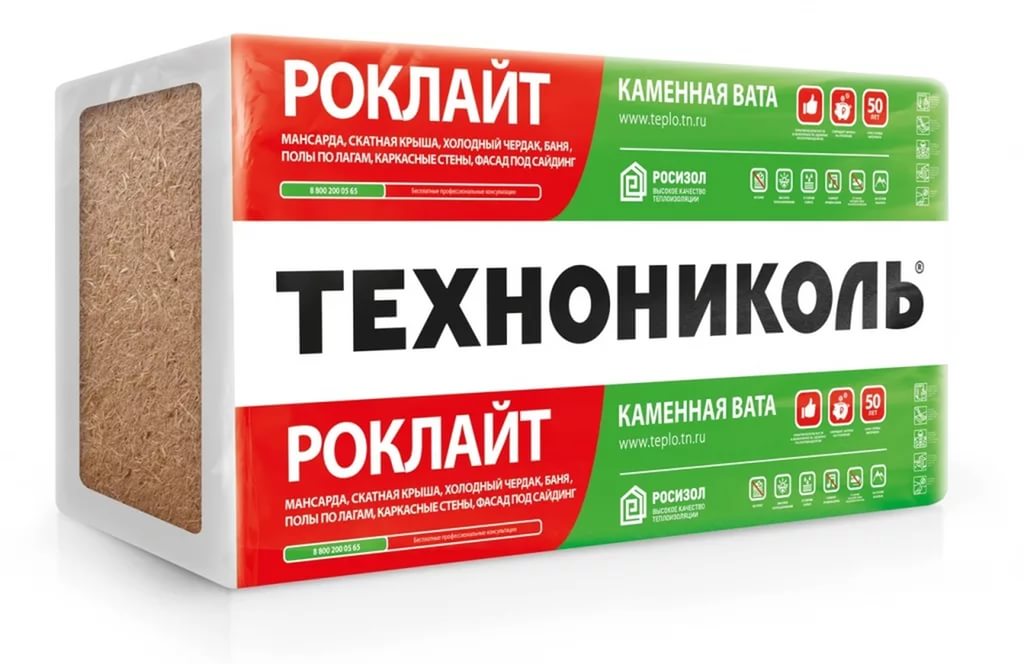 РОКЛАЙТ
МАНСАРДА, СКАТНАЯ КРЫША, ХОЛОДНЫЙ ЧЕРДАК, БАНЯ,
ПОЛЫ ПО ЛАГАМ, КАРКАСНЫЕ СТЕНЫ, ФАСАД ПОД САЙДИНГ
8 800 200 05 65
Бесплатные профессиональные консультации
КАМЕННАЯ ВАТА
www.teplo.tn.ru
50
ЛЕТ
РОСИЗОЛ
ВЫСОКОЕ КАЧЕСТВО
ТЕПЛОИЗОЛЯЦИИ
ТЕХНОНИКОЛЬ®
РОКЛАЙТ
МАНСАРДА, СКАТНАЯ КРЫША, ХОЛОДНЫЙ ЧЕРДАК, БАНЯ,
ПОЛЫ ПО ЛАГАМ, КАРКАСНЫЕ СТЕНЫ, ФАСАД ПОД САЙДИНГ
8 800 200 05 65
Бесплатные профессиональные консультации
КАМЕННАЯ ВАТА
www.teplo.tn.ru
50
ЛЕТ
РОСИЗОЛ
ВЫСОКОЕ КАЧЕСТВО
ТЕПЛОИЗОЛЯЦИИ